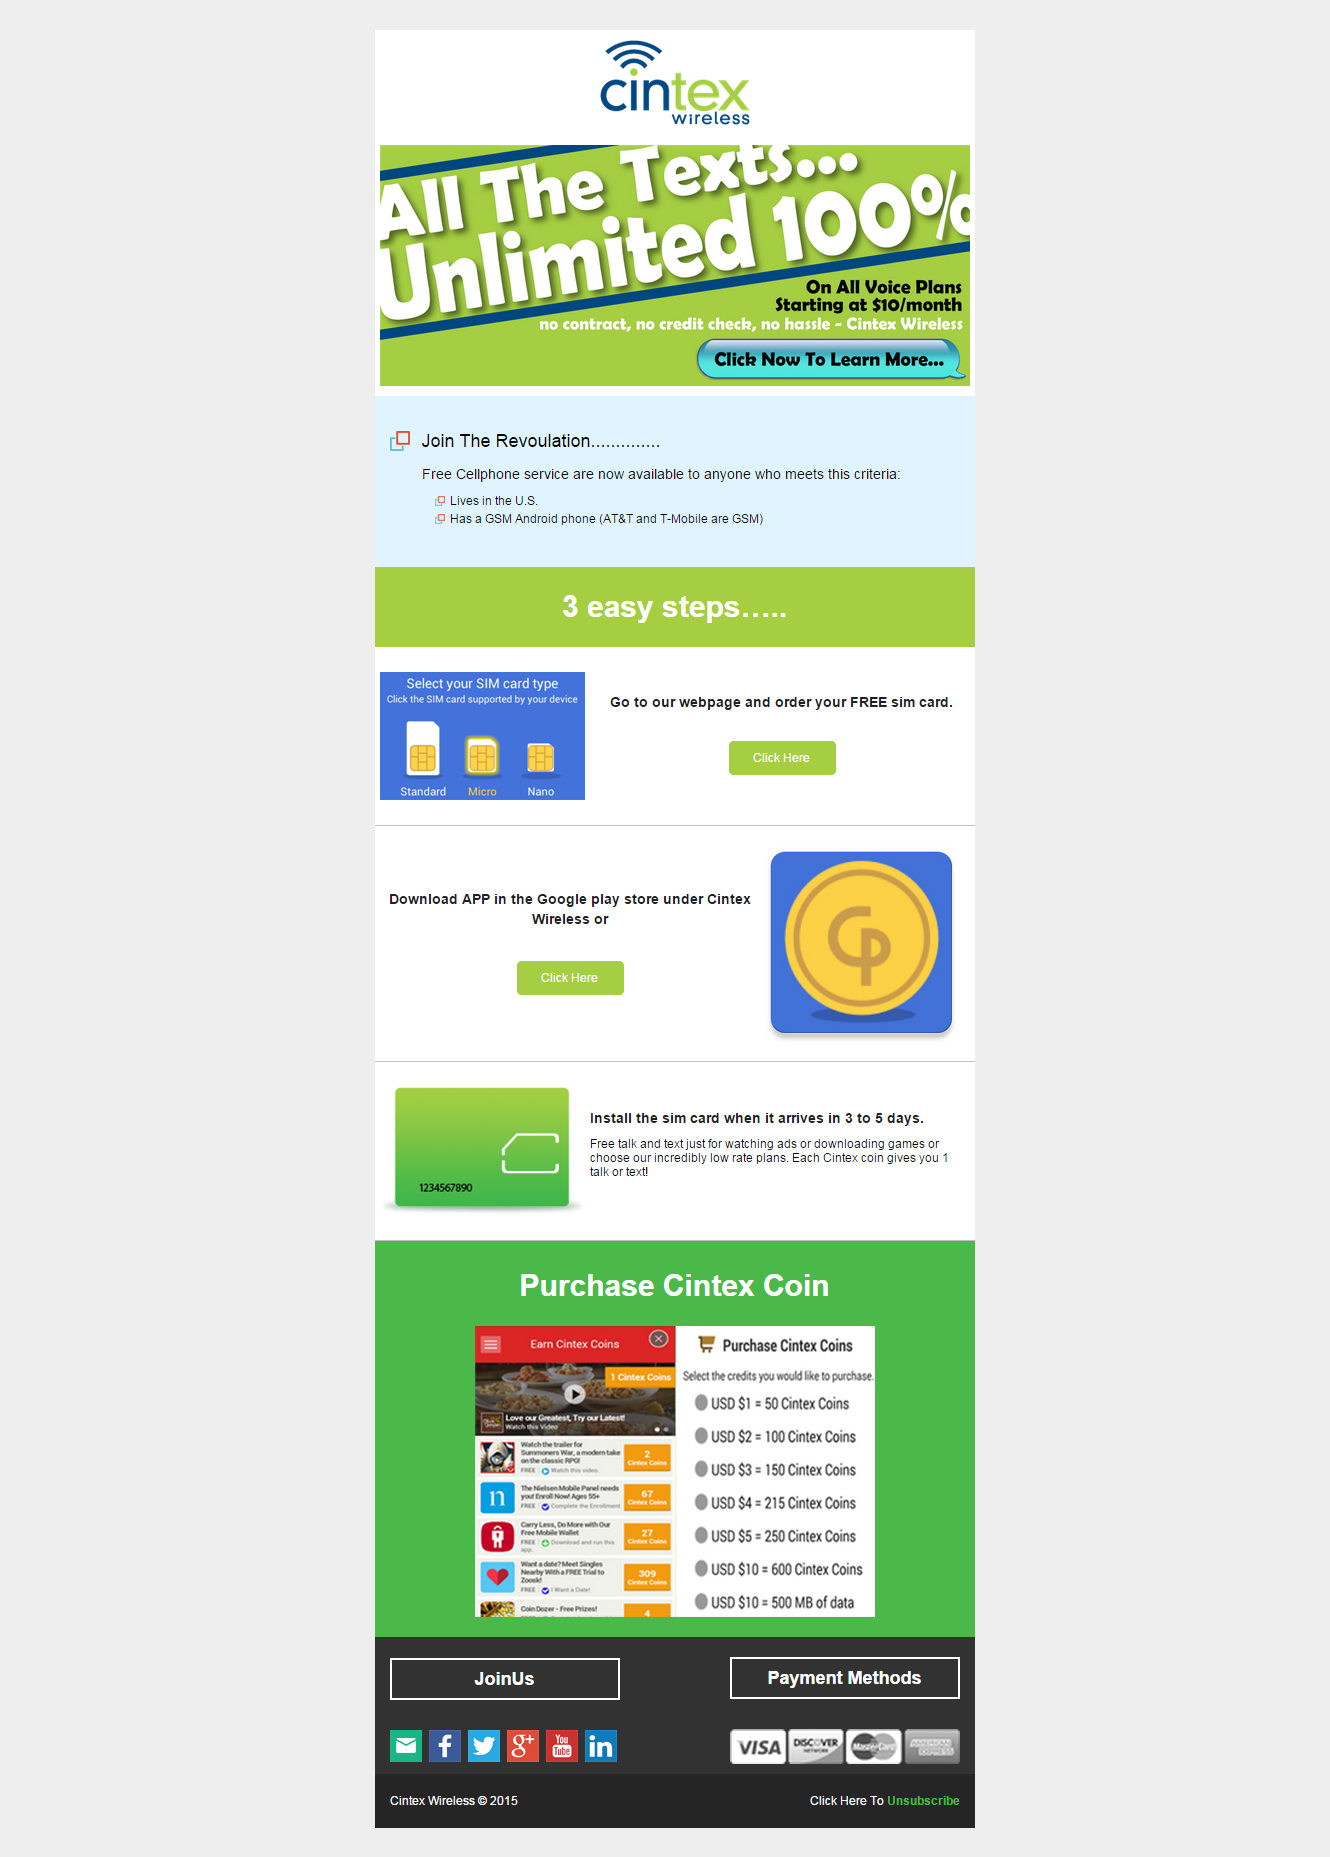 cintex
wireless
All The Texts...
Unlimited 100%
On All Voice Plans
Starting at $10/month
no contract, no credit check, no hassle - Cintex Wireless
Click Now To Learn More...
Join The Revoulation..............
Free Cellphone service are now available to anyone who meets this criteria:
Lives in the U.S.
Has a GSM Android phone (AT&T and T-Mobile are GSM)
3 easy steps…..
Select your SIM card type
Click the SIM card supported by your device
Standard Micro Nano
Go to our webpage and order your FREE sim card.
Click Here
Download APP in the Google play store under Cintex
Wireless or
Click Here
CP
1234567890
Install the sim card when it arrives in 3 to 5 days.
Free talk and text just for watching ads or downloading games or
choose our incredibly low rate plans. Each Cintex coin gives you 1
talk or text!
Purchase Cintex Coin
Earn Cintex Coins
1 Cintex Coins
Love our Greatest, Try our Latest!
Watch this Video
Watch the trailer for
Summoners War, a modern take
on the classic RPG!
FREE Watch this video.
2
Cintex Coins
n
The Nielsen Mobile Panel needs
you! Enroll Now! Ages 55+
FREE Complete the Enrollment
67
Cintex Coins
Carry Less, Do More with Our
Free Mobile Wallet
FREE Download and run this
app.
27
Cintex Coins
Want a date? Meet Singles
Nearby With a FREE Trial to
Zoosk!
FREE I Want a Date!
309
Cintex Coins
Coin Dozer - Free Prizes!
4
Purchase Cintex Coins
Select the credits you would like to purchase.
USD $1 = 50 Cintex Coins
USD $2 = 100 Cintex Coins
USD $3 = 150 Cintex Coins
USD $4 = 215 Cintex Coins
USD $5 = 250 Cintex Coins
USD $10 = 600 Cintex Coins
USD $10 = 500 MB of data
JoinUs
Payment Methods
f
g+
You
Tube
in
VISA
DISCOVER
NETWORK
MasterCard
AMERICAN
EXPRESS
Cintex Wireless © 2015
Click Here To Unsubscribe